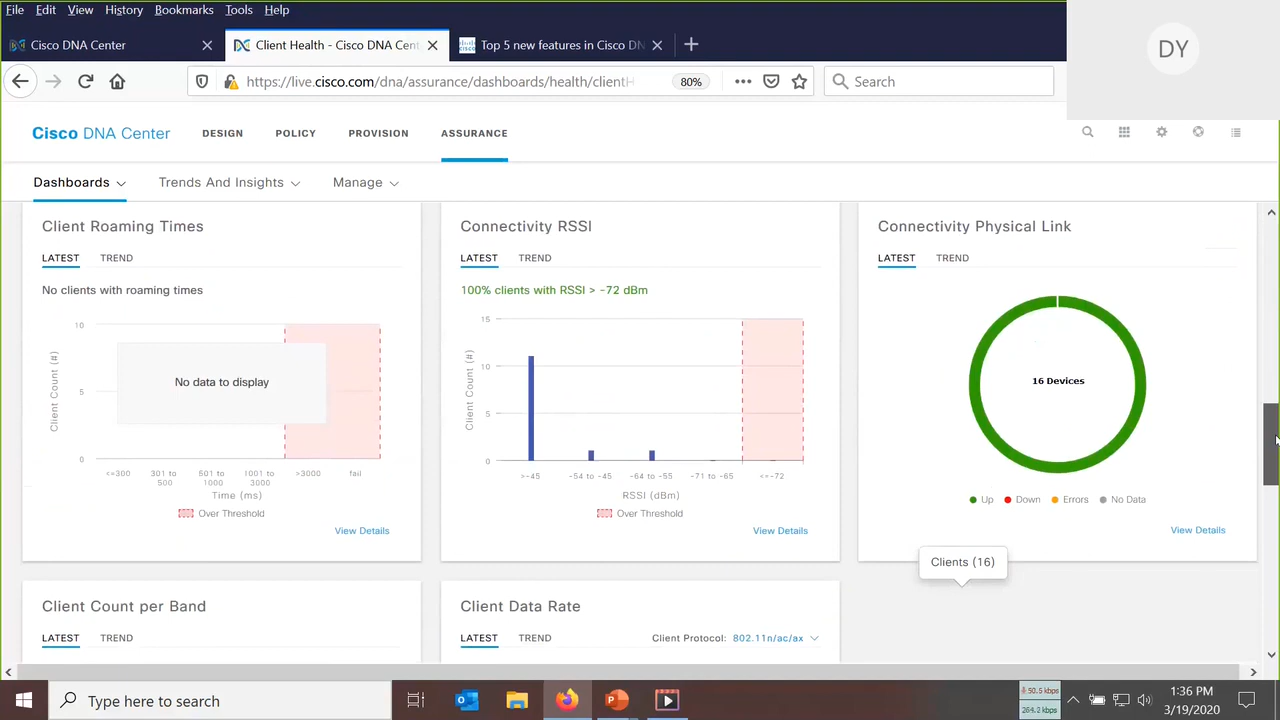 File Edit View History Bookmarks Tools Help
DY
Cisco DNA Center
Client Health - Cisco DNA Cent
Top 5 new features in Cisco DN
https://live.cisco.com/dna/assurance/dashboards/health/clientH
80%
Search
Cisco DNA Center DESIGN POLICY PROVISION ASSURANCE
Dashboards Trends And Insights Manage
Client Roaming Times
LATEST TREND
No clients with roaming times
Client Count (#)
10
5
0
No data to display
<=300
301 to 500
501 to 1000
1001 to 3000
>3000
fail
Time (ms)
Over Threshold
View Details
Connectivity RSSI
LATEST TREND
100% clients with RSSI > -72 dBm
Client Count (#)
15
10
5
0
>-45
-54 to -45
-64 to -55
-71 to -65
<=-72
RSSI (dBm)
Over Threshold
View Details
Connectivity Physical Link
LATEST TREND
16 Devices
Up Down Errors No Data
View Details
Clients (16)
Client Count per Band
LATEST TREND
Client Data Rate
LATEST TREND Client Protocol: 802.11n/ac/ax
Type here to search
50.5 kbps
264.2 kbps
1:36 PM
3/19/2020